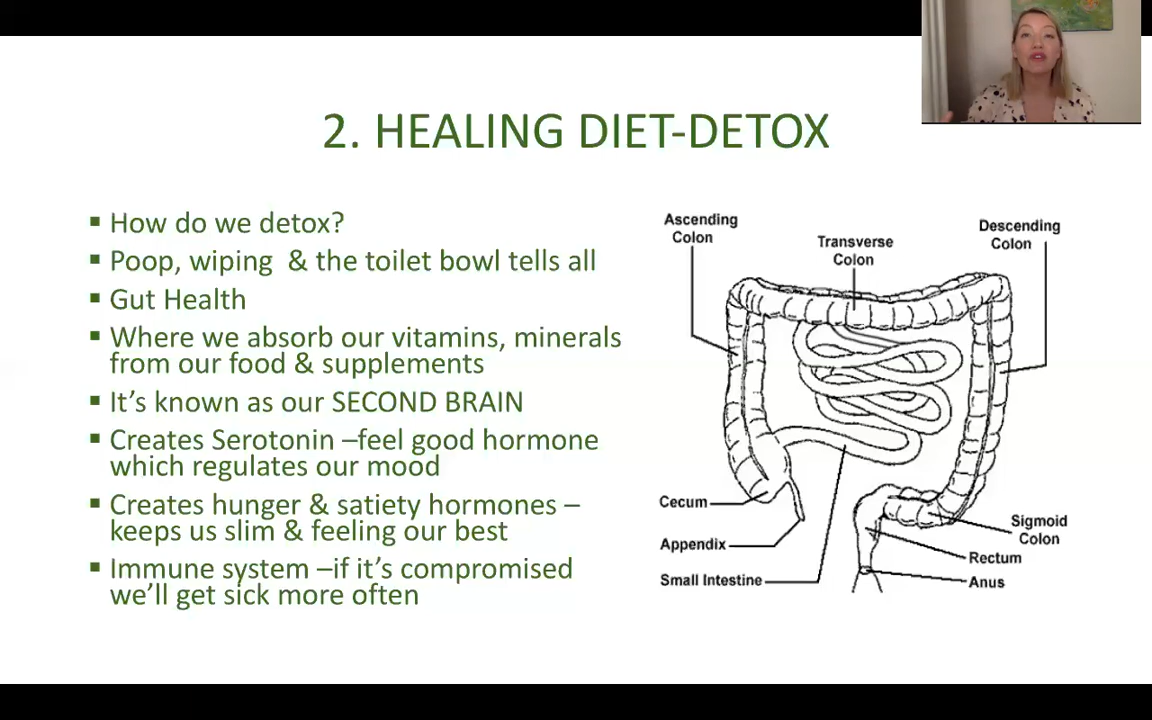 2. HEALING DIET-DETOX
▪ How do we detox?
▪ Poop, wiping & the toilet bowl tells all
▪ Gut Health
▪ Where we absorb our vitamins, minerals
from our food & supplements
▪ It’s known as our SECOND BRAIN
▪ Creates Serotonin –feel good hormone
which regulates our mood
▪ Creates hunger & satiety hormones –
keeps us slim & feeling our best
▪ Immune system –if it’s compromised
we’ll get sick more often
Ascending
Colon
Transverse
Colon
Descending
Colon
Cecum
Appendix
Small Intestine
Sigmoid
Colon
Rectum
Anus